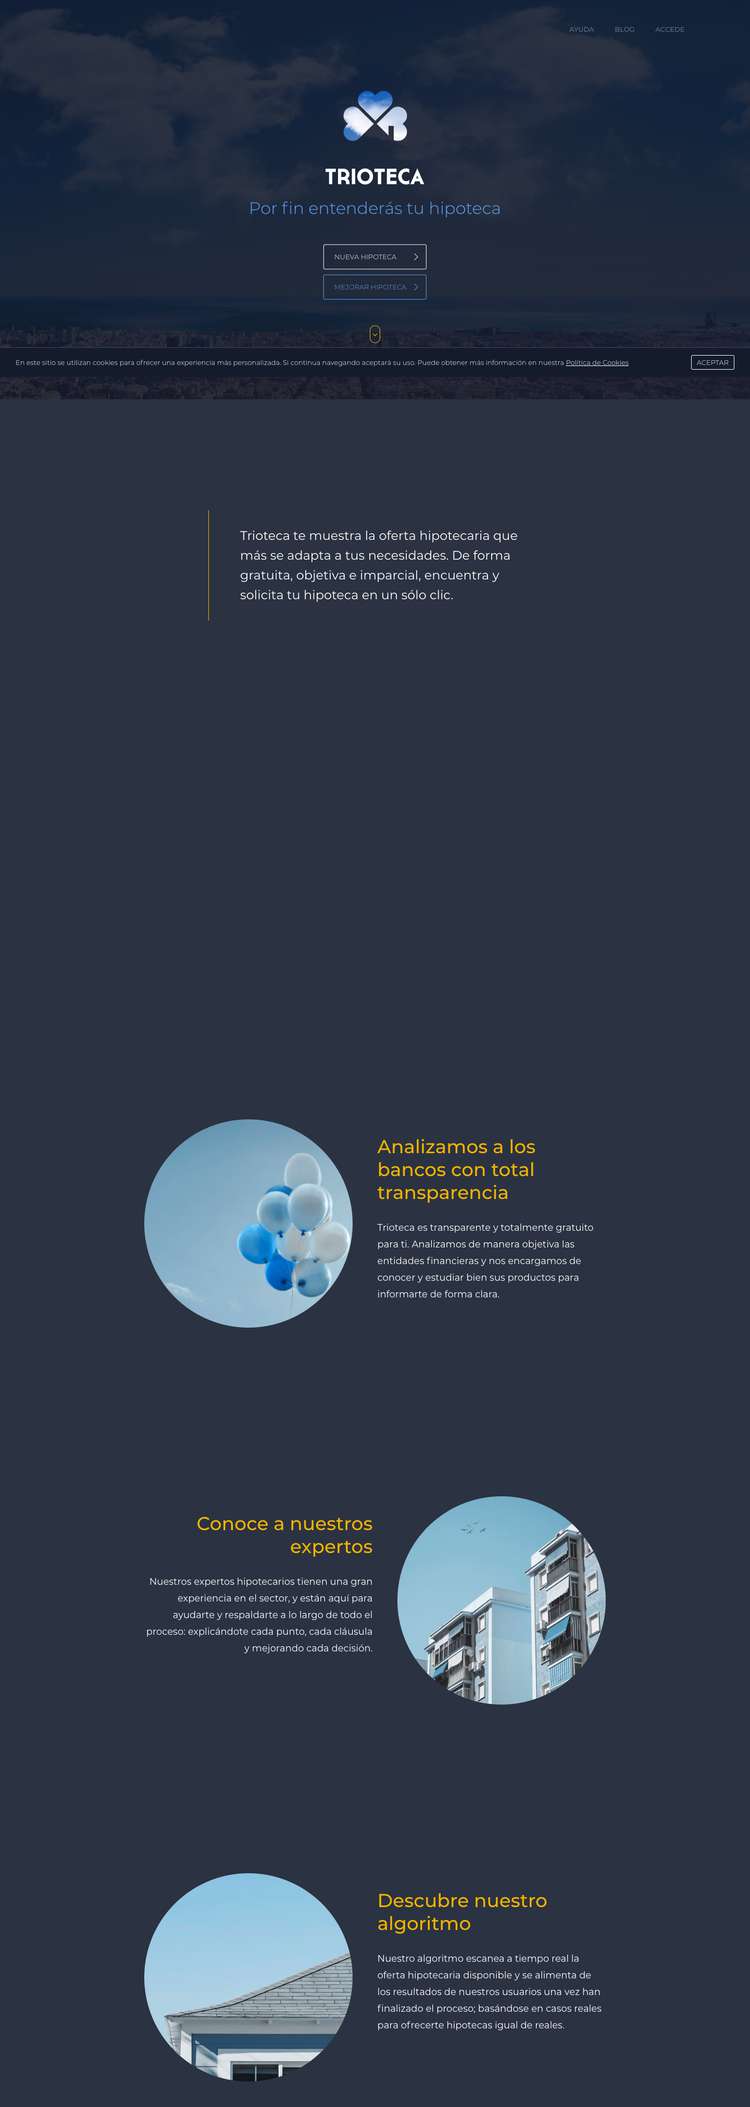 AYUDA BLOG ACCEDE
TRIOTECA
Por fin entenderás tu hipoteca
NUEVA HIPOTECA
MEJORAR HIPOTECA
En este sitio se utilizan cookies para ofrecer una experiencia más personalizada. Si continua navegando aceptará su uso. Puede obtener más información en nuestra Política de Cookies
ACEPTAR
Trioteca te muestra la oferta hipotecaria que
más se adapta a tus necesidades. De forma
gratuita, objetiva e imparcial, encuentra y
solicita tu hipoteca en un sólo clic.
Analizamos a los
bancos con total
transparencia
Trioteca es transparente y totalmente gratuito
para ti. Analizamos de manera objetiva las
entidades financieras y nos encargamos de
conocer y estudiar bien sus productos para
informarte de forma clara.
Conoce a nuestros
expertos
Nuestros expertos hipotecarios tienen una gran
experiencia en el sector, y están aquí para
ayudarte y respaldarte a lo largo de todo el
proceso: explicándote cada punto, cada cláusula
y mejorando cada decisión.
Descubre nuestro
algoritmo
Nuestro algoritmo escanea a tiempo real la
oferta hipotecaria disponible y se alimenta de
los resultados de nuestros usuarios una vez han
finalizado el proceso; basándose en casos reales
para ofrecerte hipotecas igual de reales.